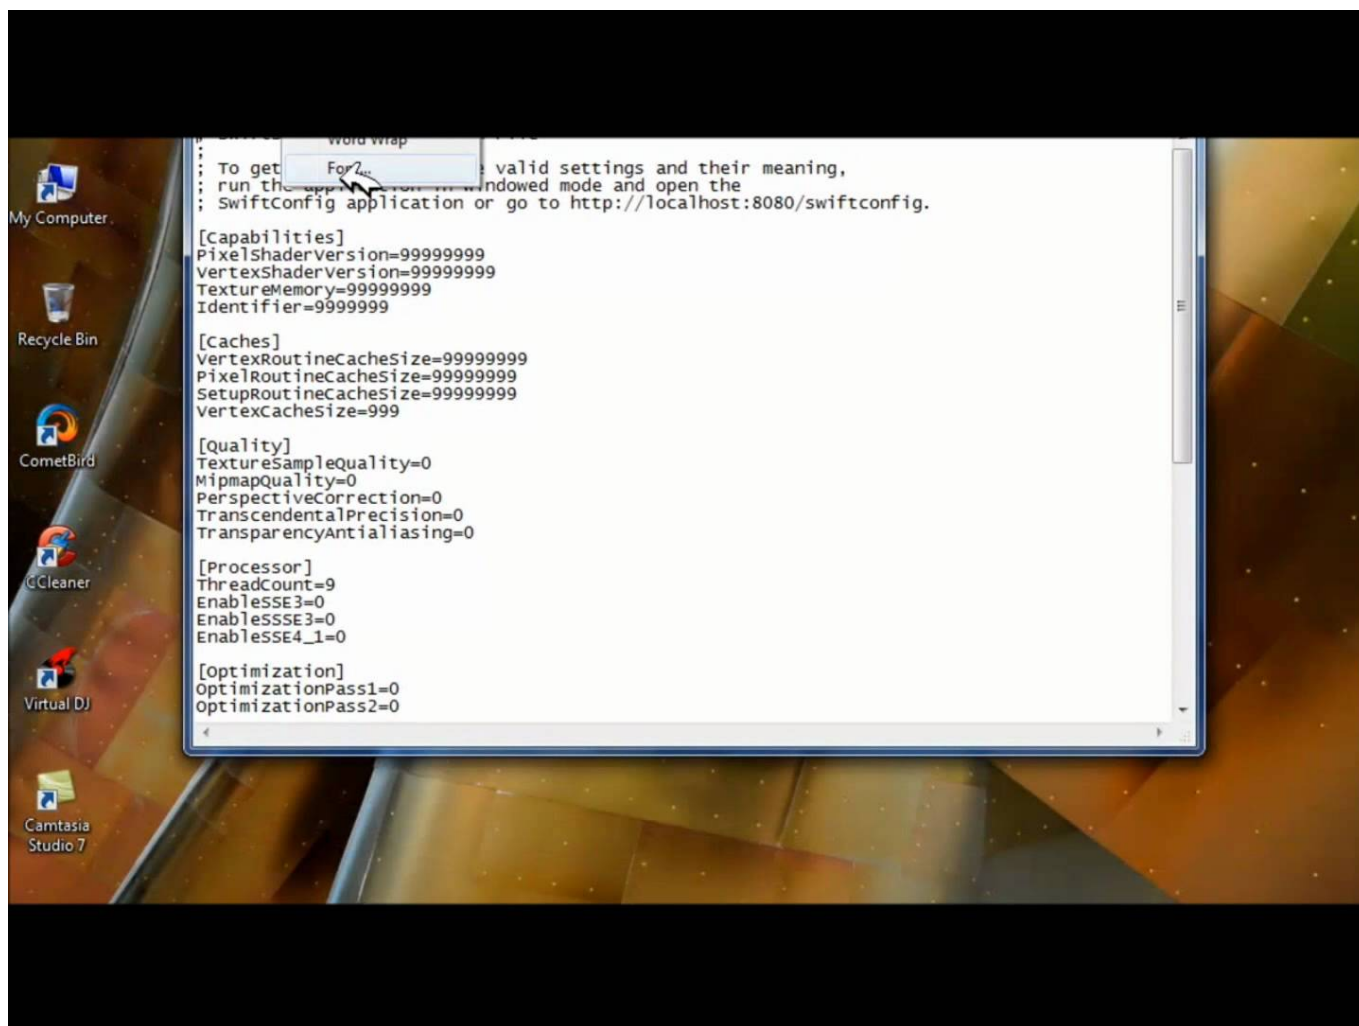 Word Wrap
For?...
;
; To get valid settings and their meaning,
; run the application in windowed mode and open the
; SwiftConfig application or go to http://localhost:8080/swiftconfig.
[Capabilities]
PixelShaderVersion=99999999
VertexShaderVersion=99999999
TextureMemory=99999999
Identifier=9999999
[Caches]
VertexRoutineCacheSize=99999999
PixelRoutineCacheSize=99999999
SetupRoutineCacheSize=99999999
VertexCacheSize=999
[Quality]
TextureSampleQuality=0
MipmapQuality=0
PerspectiveCorrection=0
TranscendentalPrecision=0
TransparencyAntialiasing=0
[Processor]
ThreadCount=9
EnableSSE3=0
EnableSSSE3=0
EnableSSE4_1=0
[Optimization]
OptimizationPass1=0
OptimizationPass2=0
My Computer
Recycle Bin
CometBird
CCleaner
Virtual DJ
Camtasia
Studio 7